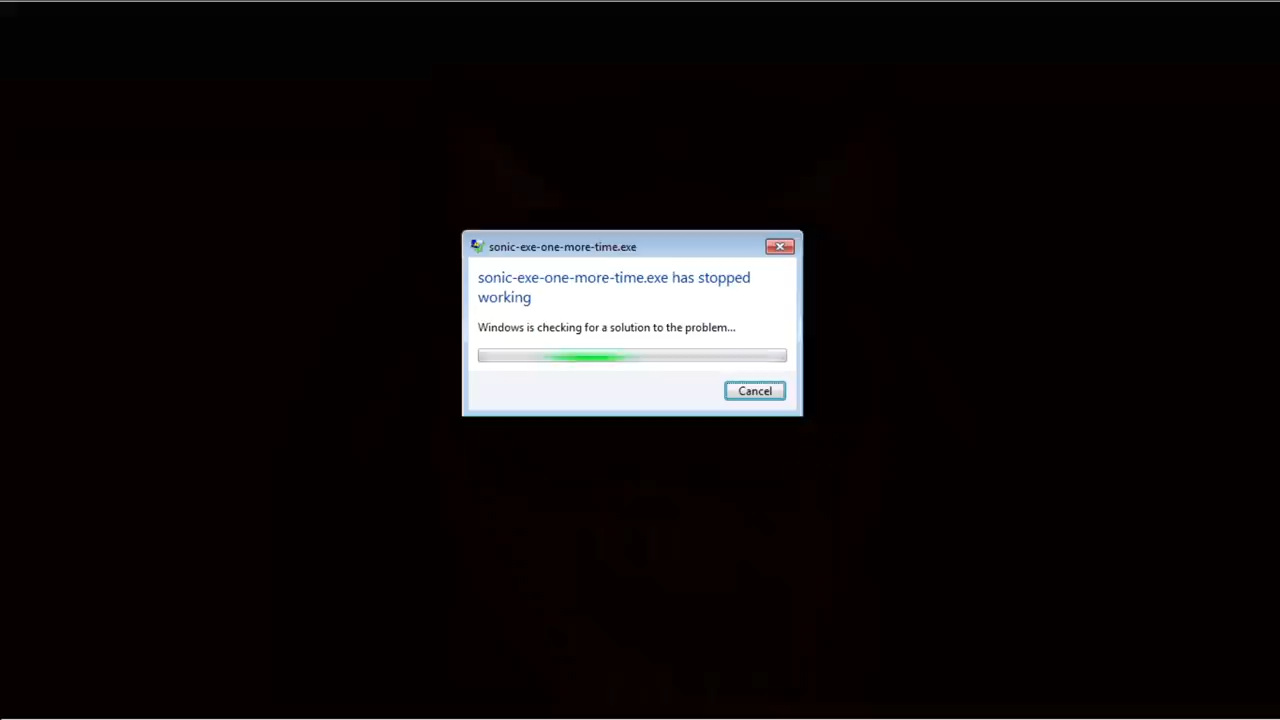 sonic-exe-one-more-time.exe
sonic-exe-one-more-time.exe has stopped
working
Windows is checking for a solution to the problem...
Cancel